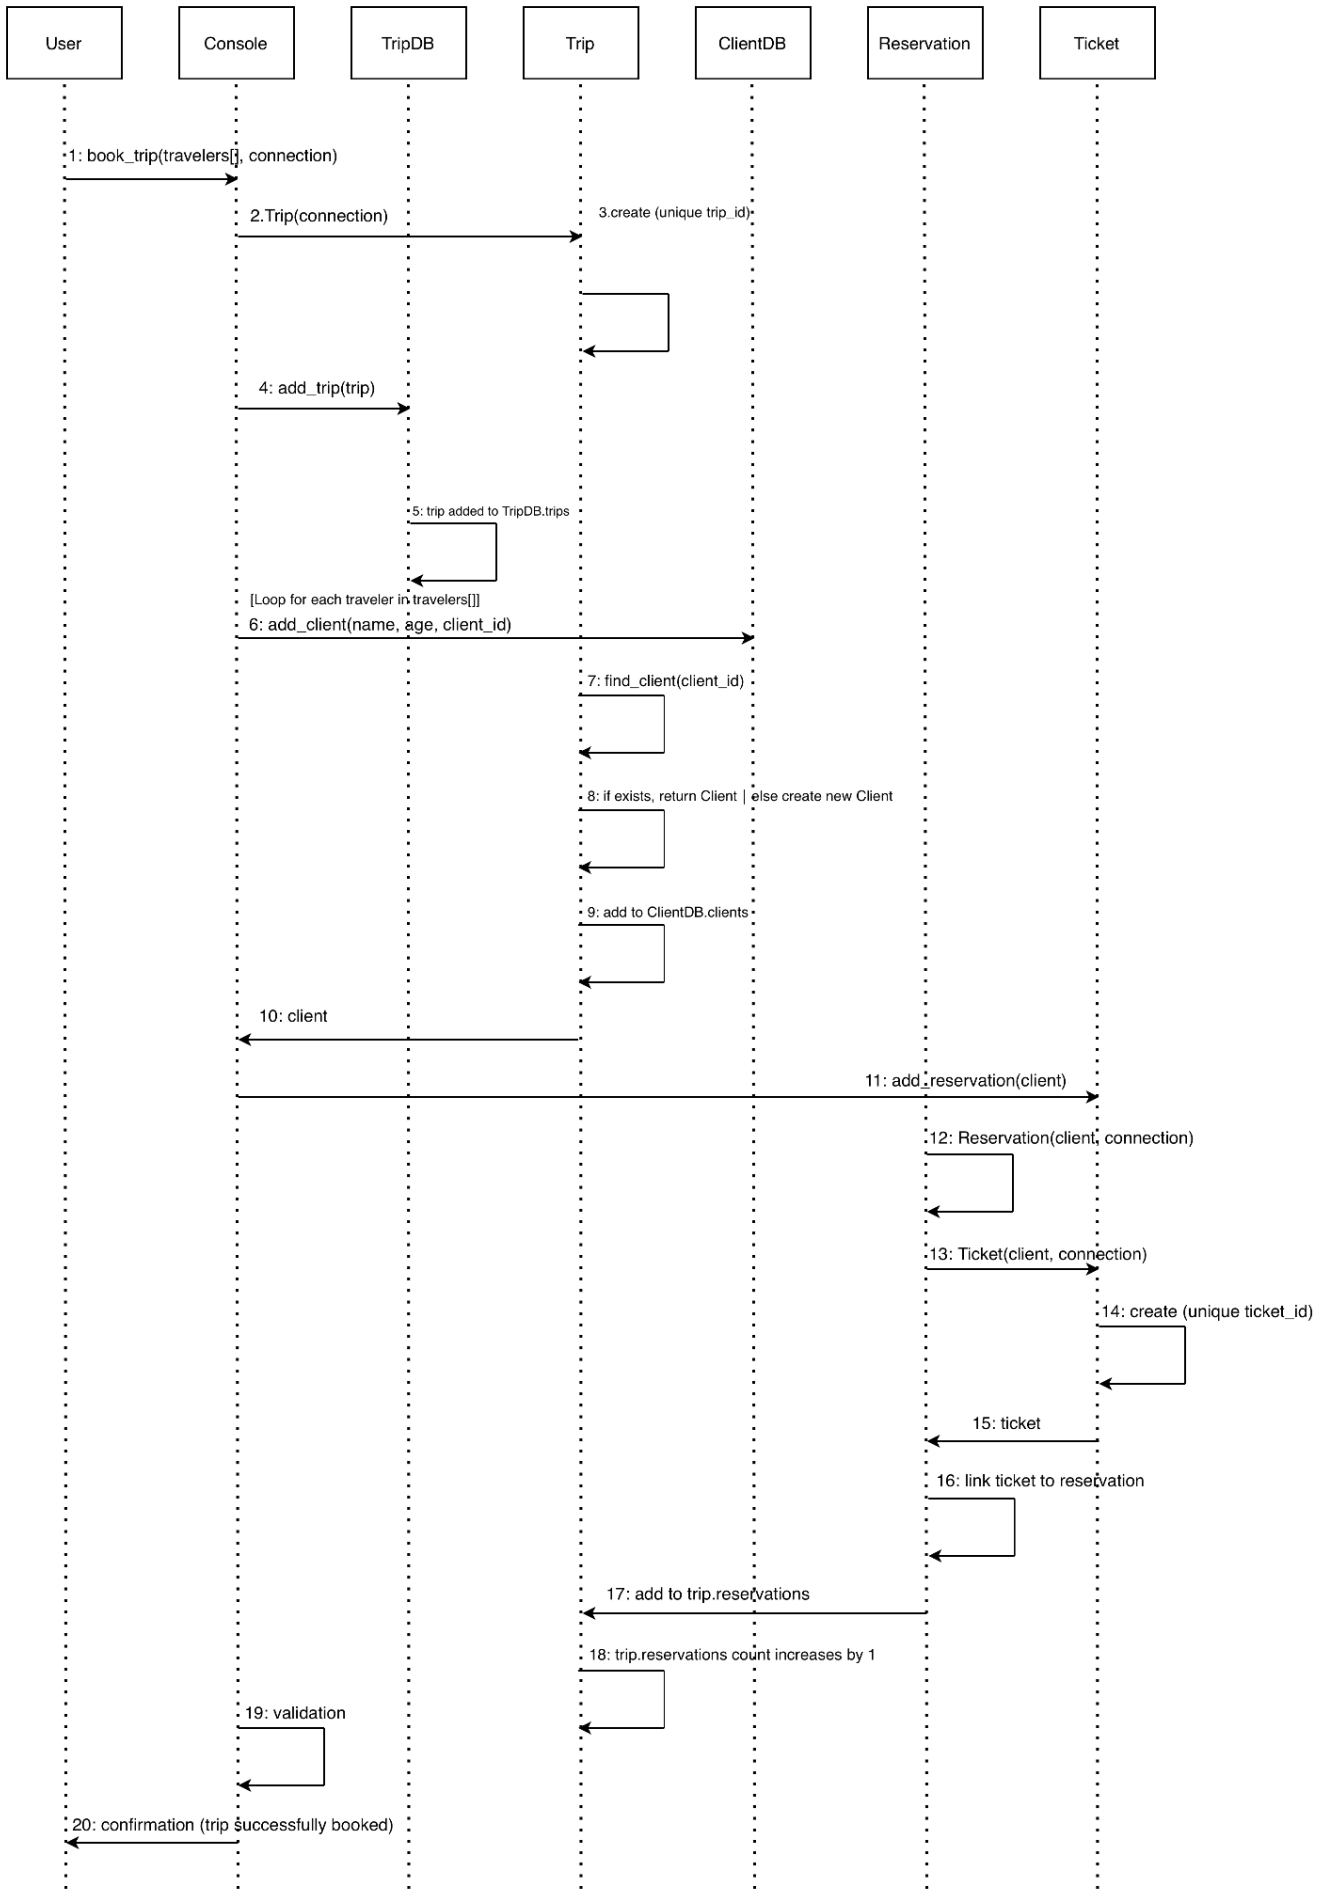 User
Console
TripDB
Trip
ClientDB
Reservation
Ticket
1: book_trip(travelers[], connection)
2.Trip(connection)
3.create (unique trip_id)
4: add_trip(trip)
5: trip added to TripDB.trips
[Loop for each traveler in travelers[]]
6: add_client(name, age, client_id)
7: find_client(client_id)
8: if exists, return Client | else create new Client
9: add to ClientDB.clients
10: client
11: add_reservation(client)
12: Reservation(client, connection)
13: Ticket(client, connection)
14: create (unique ticket_id)
15: ticket
16: link ticket to reservation
17: add to trip.reservations
18: trip.reservations count increases by 1
19: validation
20: confirmation (trip successfully booked)